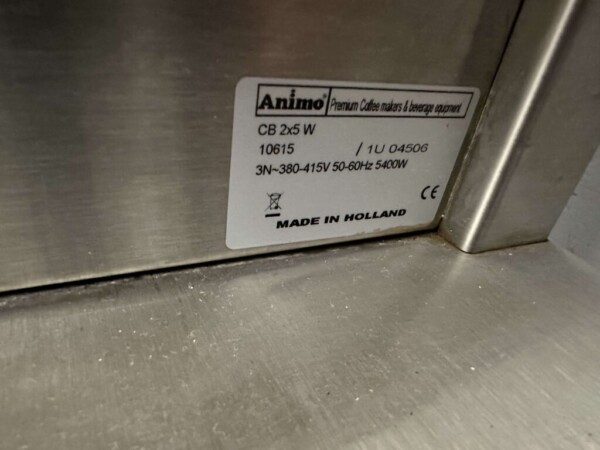 Animo® Premium Coffee makers & beverage equipment
CB 2x5 W
10615 / 1U 04506
3N~380-415V 50-60Hz 5400W
CE
MADE IN HOLLAND